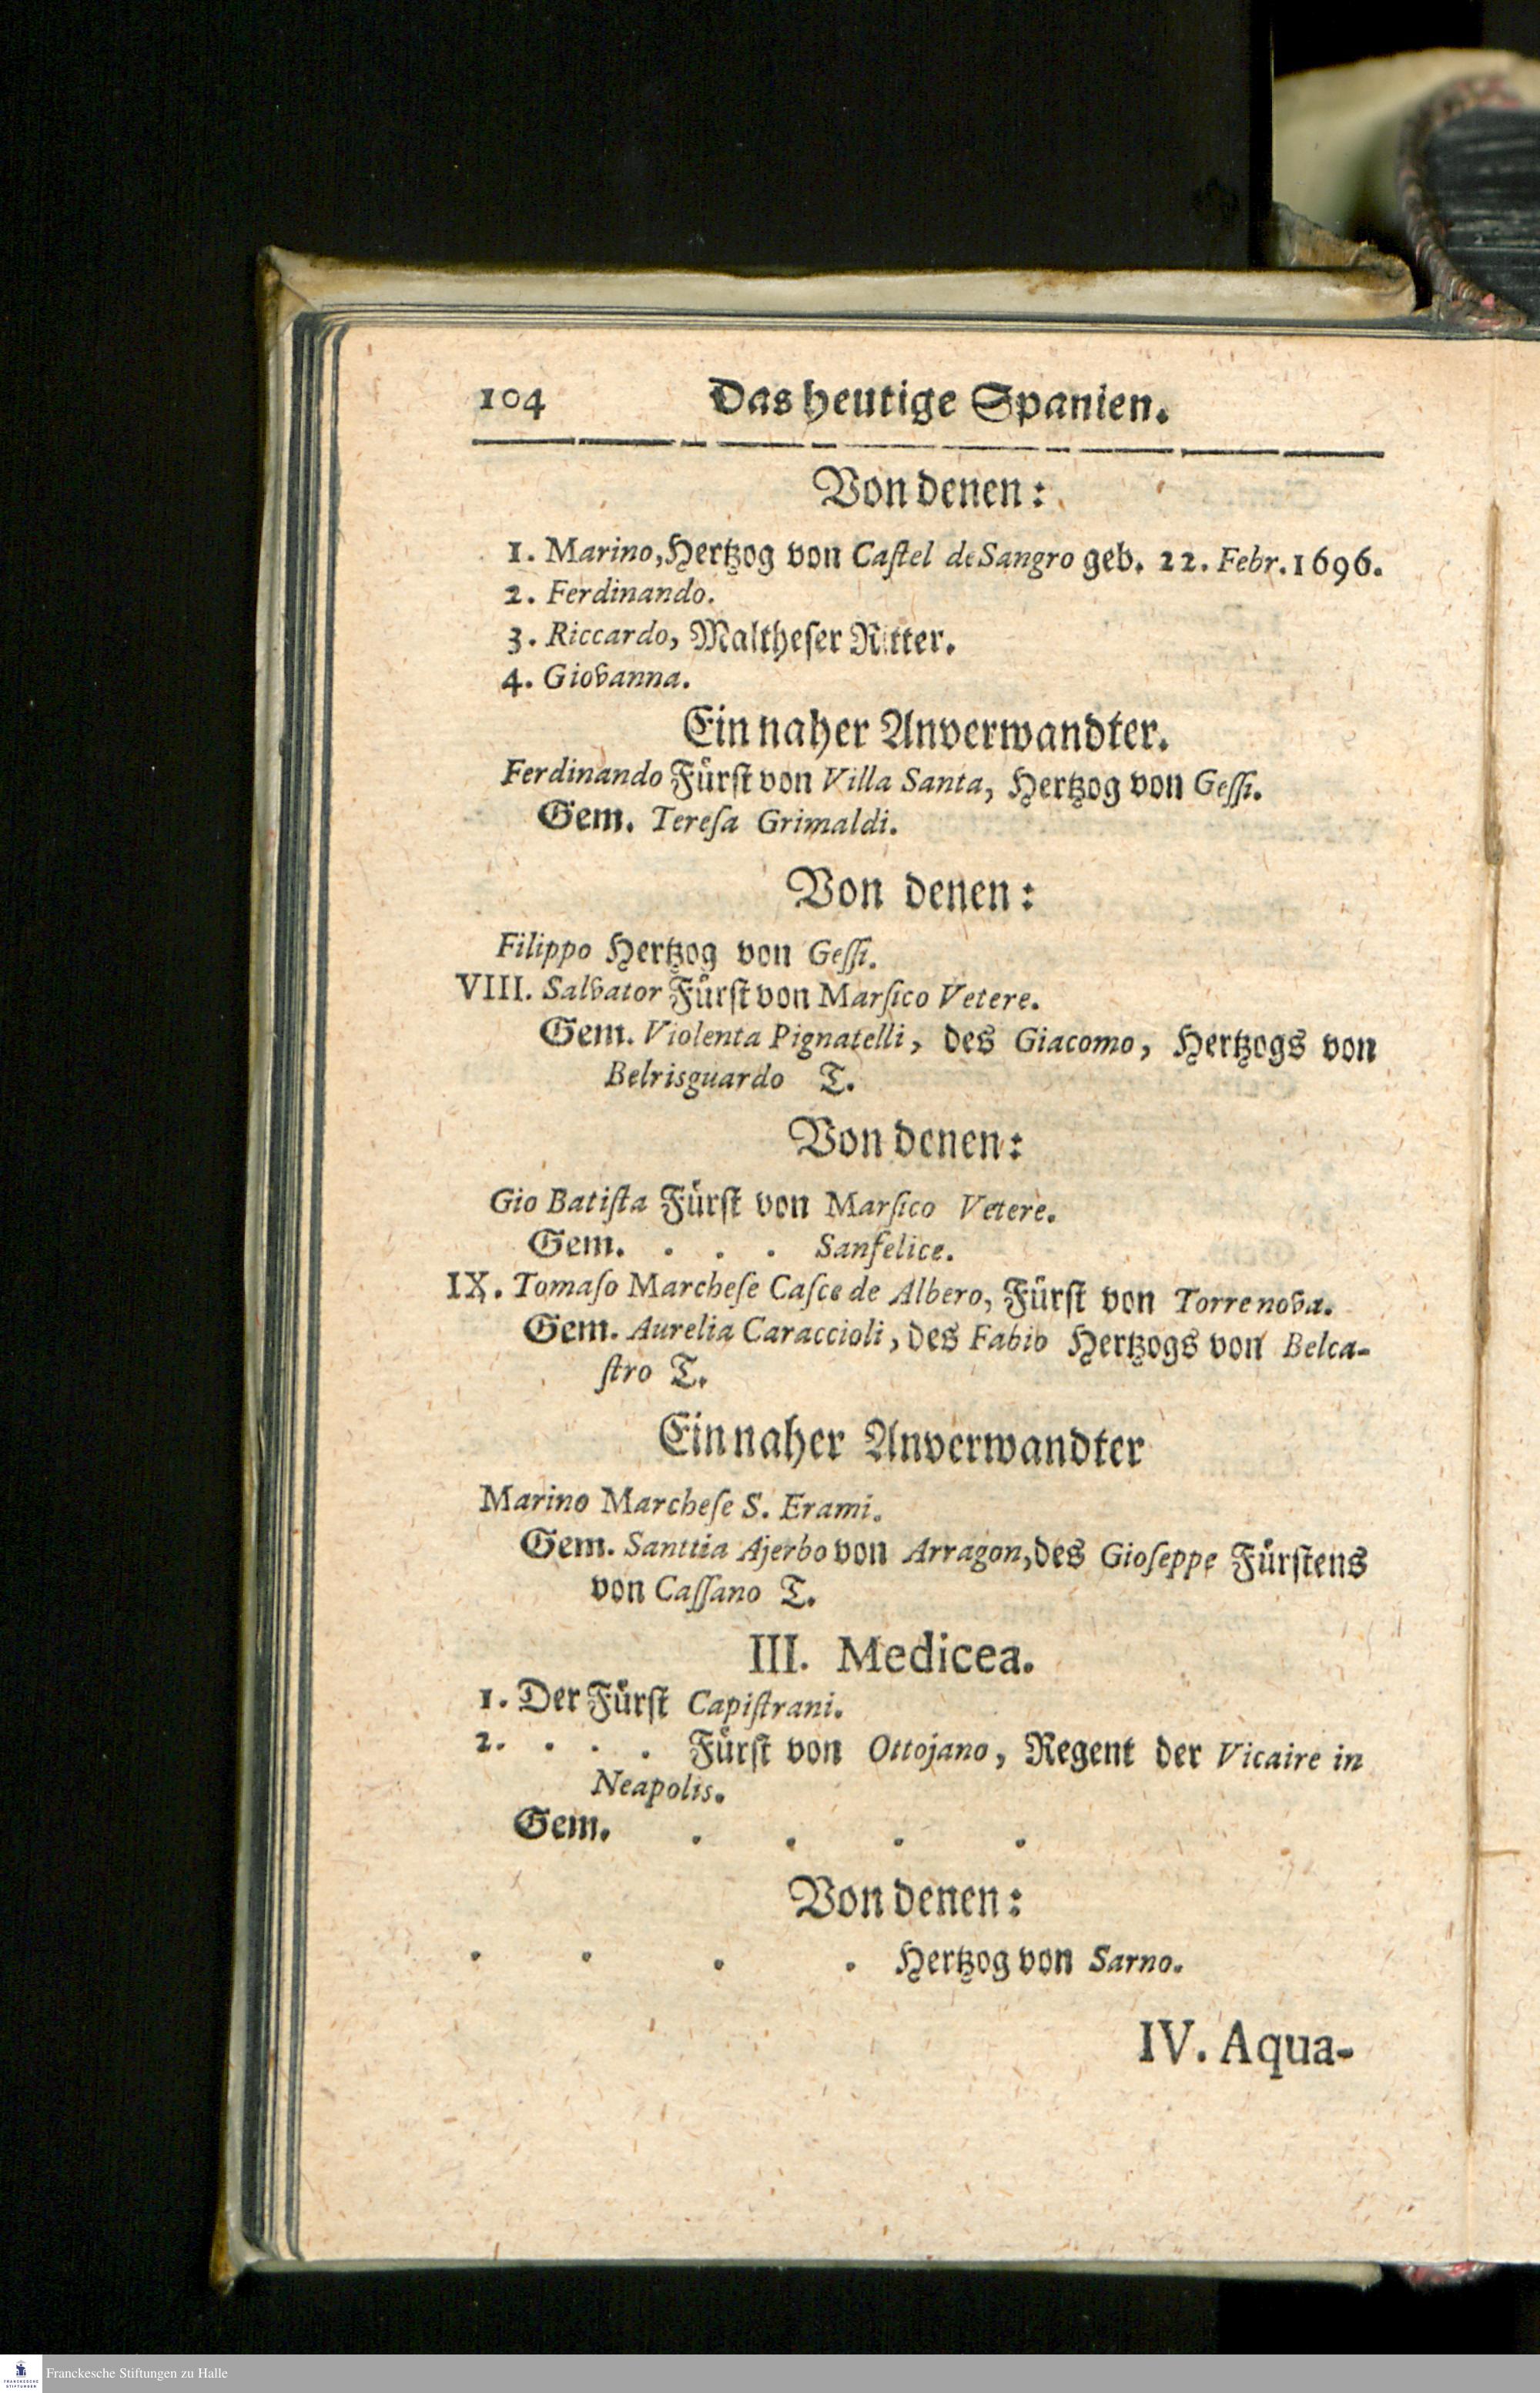 104 Das heutige Spanien.
Von denen:
1. Marino, Hertzog von Caſtel de Sangro geb. 22. Febr. 1696.
2. Ferdinando.
3. Riccardo, Maltheſer Ritter.
4. Giovanna.
Ein naher Anverwandter.
Ferdinando Fürſt von Villa Santa, Hertzog von Geſſi.
Gem. Tereſa Grimaldi.
Von denen:
Filippo Hertzog von Geſſi.
VIII. Salvator Fürſt von Marſico Vetere.
Gem. Violenta Pignatelli, des Giacomo, Hertzogs von
Belrisguardo T.
Von denen:
Gio Batiſta Fürſt von Marſico Vetere.
Gem. . . . Sanfelice.
IX. Tomaſo Marcheſe Caſce de Albero, Fürſt von Torrenova.
Gem. Aurelia Caraccioli, des Fabio Hertzogs von Belca-
ſtro T.
Ein naher Anverwandter
Marino Marcheſe S. Erami.
Gem. Santtia Ajerbo von Arragon, des Gioſeppe Fürſtens
von Caſſano T.
III. Medicea.
1. Der Fürſt Capiſtrani.
2. . . . Fürſt von Ottojano, Regent der Vicaire in
Neapolis.
Gem. . . . .
Von denen:
. . . . Hertzog von Sarno.
IV. Aqua-
Franckesche Stiftungen zu Halle
FRANCKESCHE
STIFTUNGEN